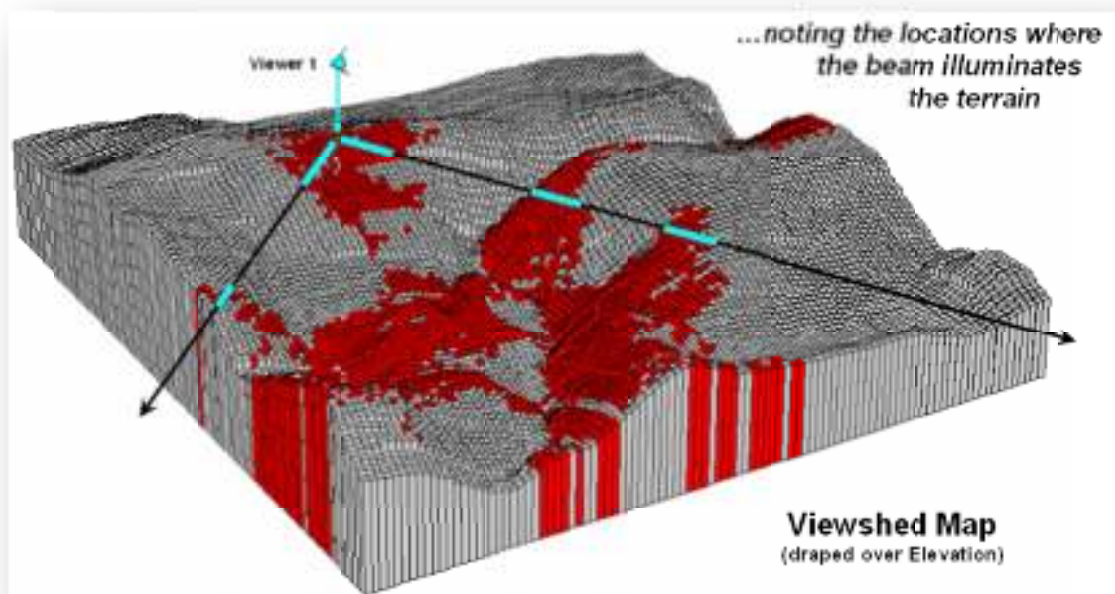 ...noting the locations where
the beam illuminates
the terrain
Viewer 1
Viewshed Map
(draped over Elevation)